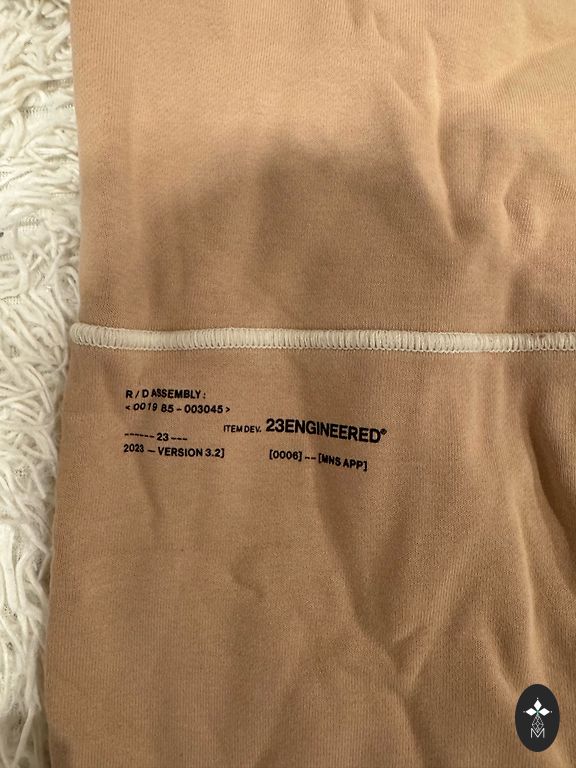 R / D ASSEMBLY :
< 0019 85 - 003045 >
ITEM DEV. 23ENGINEERED®
------ 23 ---
2023 – VERSION 3.2] [0006] -- [MNS APP]
M